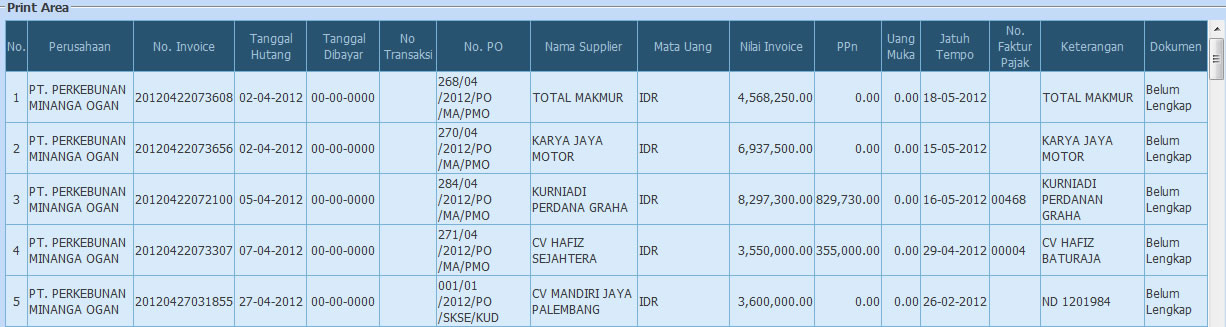 Print Area
No. Perusahaan No. Invoice Tanggal Hutang Tanggal Dibayar No Transaksi No. PO Nama Supplier Mata Uang Nilai Invoice PPn Uang Muka Jatuh Tempo No. Faktur Pajak Keterangan Dokumen
1 PT. PERKEBUNAN MINANGA OGAN 20120422073608 02-04-2012 00-00-0000 268/04 /2012/PO /MA/PMO TOTAL MAKMUR IDR 4,568,250.00 0.00 0.00 18-05-2012 TOTAL MAKMUR Belum Lengkap
2 PT. PERKEBUNAN MINANGA OGAN 20120422073656 02-04-2012 00-00-0000 270/04 /2012/PO /MA/PMO KARYA JAYA MOTOR IDR 6,937,500.00 0.00 0.00 15-05-2012 KARYA JAYA MOTOR Belum Lengkap
3 PT. PERKEBUNAN MINANGA OGAN 20120422072100 05-04-2012 00-00-0000 284/04 /2012/PO /MA/PMO KURNIADI PERDANA GRAHA IDR 8,297,300.00 829,730.00 0.00 16-05-2012 00468 KURNIADI PERDANAN GRAHA Belum Lengkap
4 PT. PERKEBUNAN MINANGA OGAN 20120422073307 07-04-2012 00-00-0000 271/04 /2012/PO /MA/PMO CV HAFIZ SEJAHTERA IDR 3,550,000.00 355,000.00 0.00 29-04-2012 00004 CV HAFIZ BATURAJA Belum Lengkap
5 PT. PERKEBUNAN MINANGA OGAN 20120427031855 27-04-2012 00-00-0000 001/01 /2012/PO /SKSE/KUD CV MANDIRI JAYA PALEMBANG IDR 3,600,000.00 0.00 0.00 26-02-2012 ND 1201984 Belum Lengkap